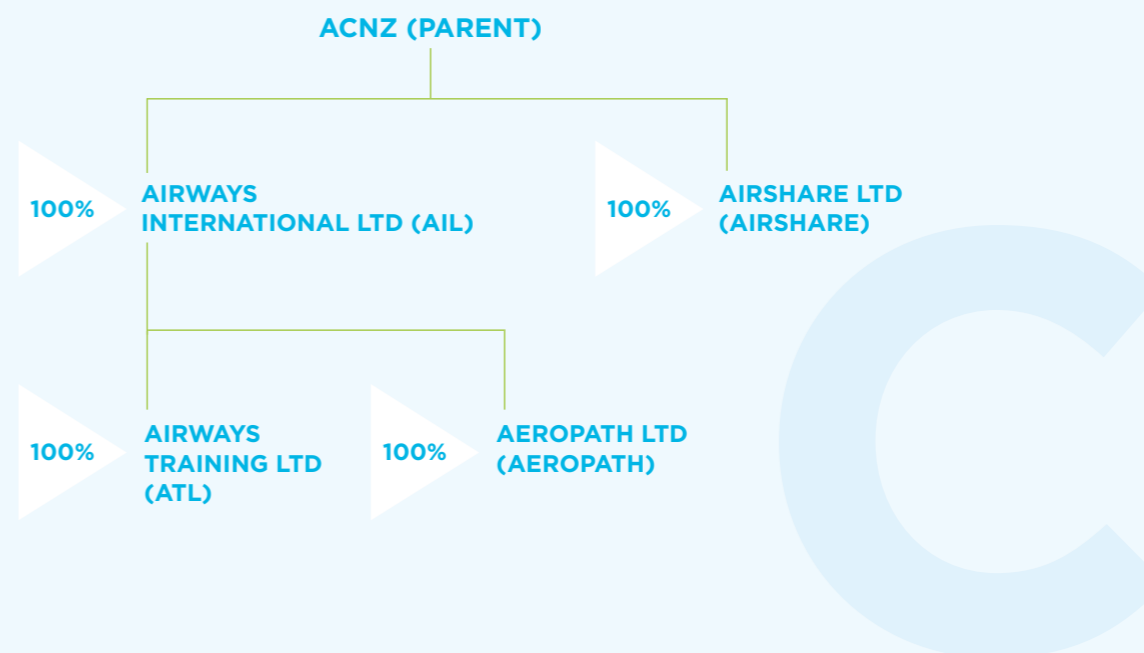 ACNZ (PARENT)
100%
AIRWAYS
INTERNATIONAL LTD (AIL)
100%
AIRSHARE LTD
(AIRSHARE)
100%
AIRWAYS
TRAINING LTD
(ATL)
100%
AEROPATH LTD
(AEROPATH)